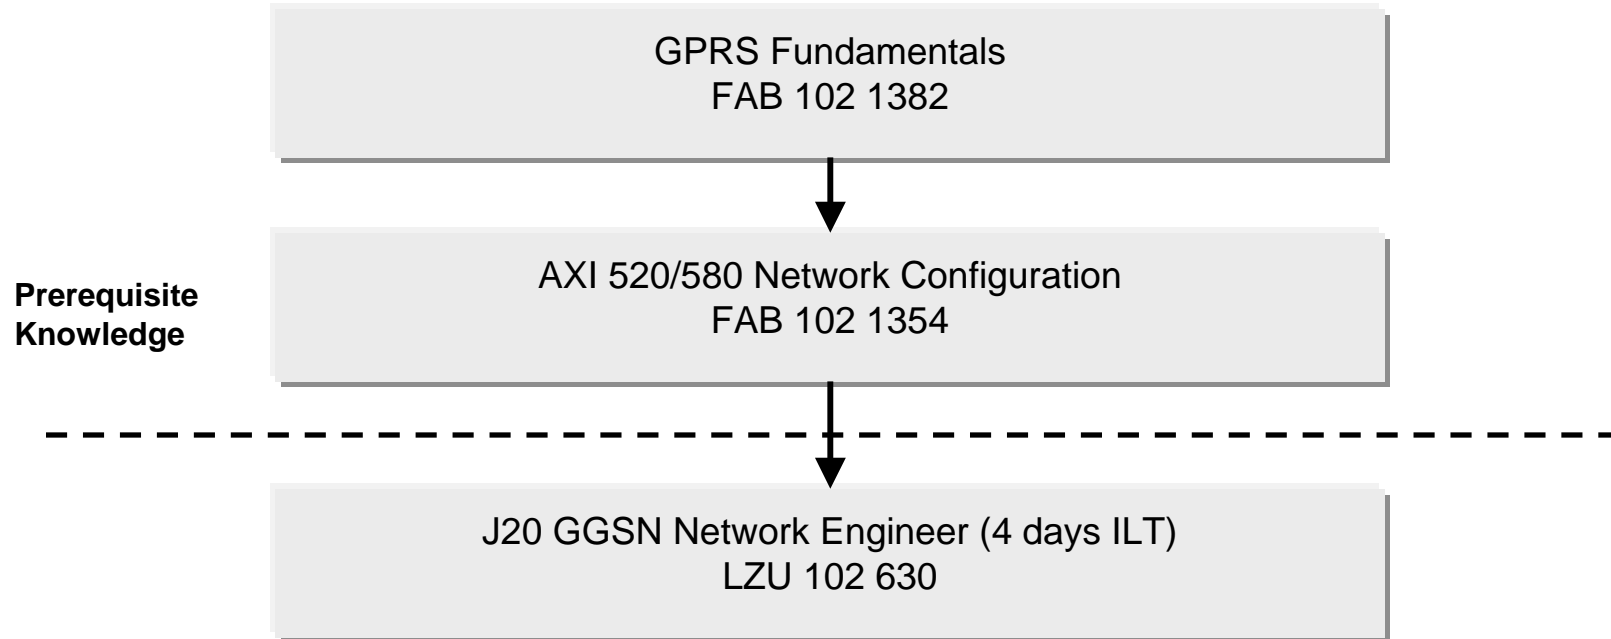 GPRS Fundamentals
FAB 102 1382
AXI 520/580 Network Configuration
FAB 102 1354
Prerequisite
Knowledge
J20 GGSN Network Engineer (4 days ILT)
LZU 102 630